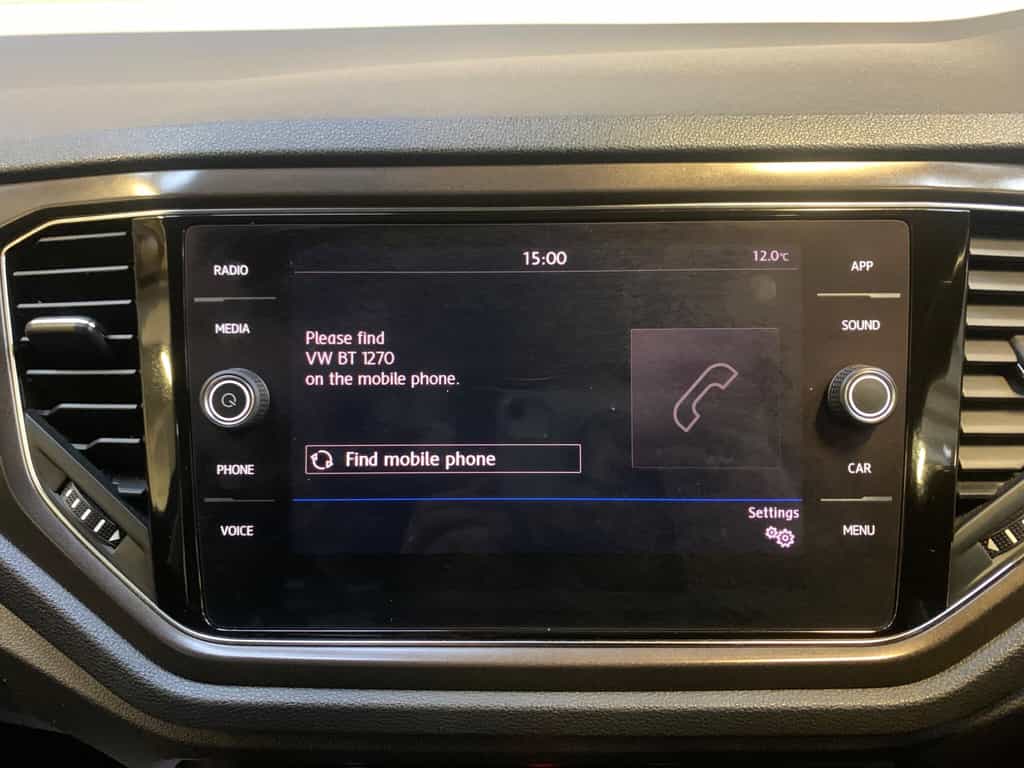 RADIO
MEDIA
PHONE
VOICE
15:00
12.0°C
Please find
VW BT 1270
on the mobile phone.
Find mobile phone
Settings
APP
SOUND
CAR
MENU